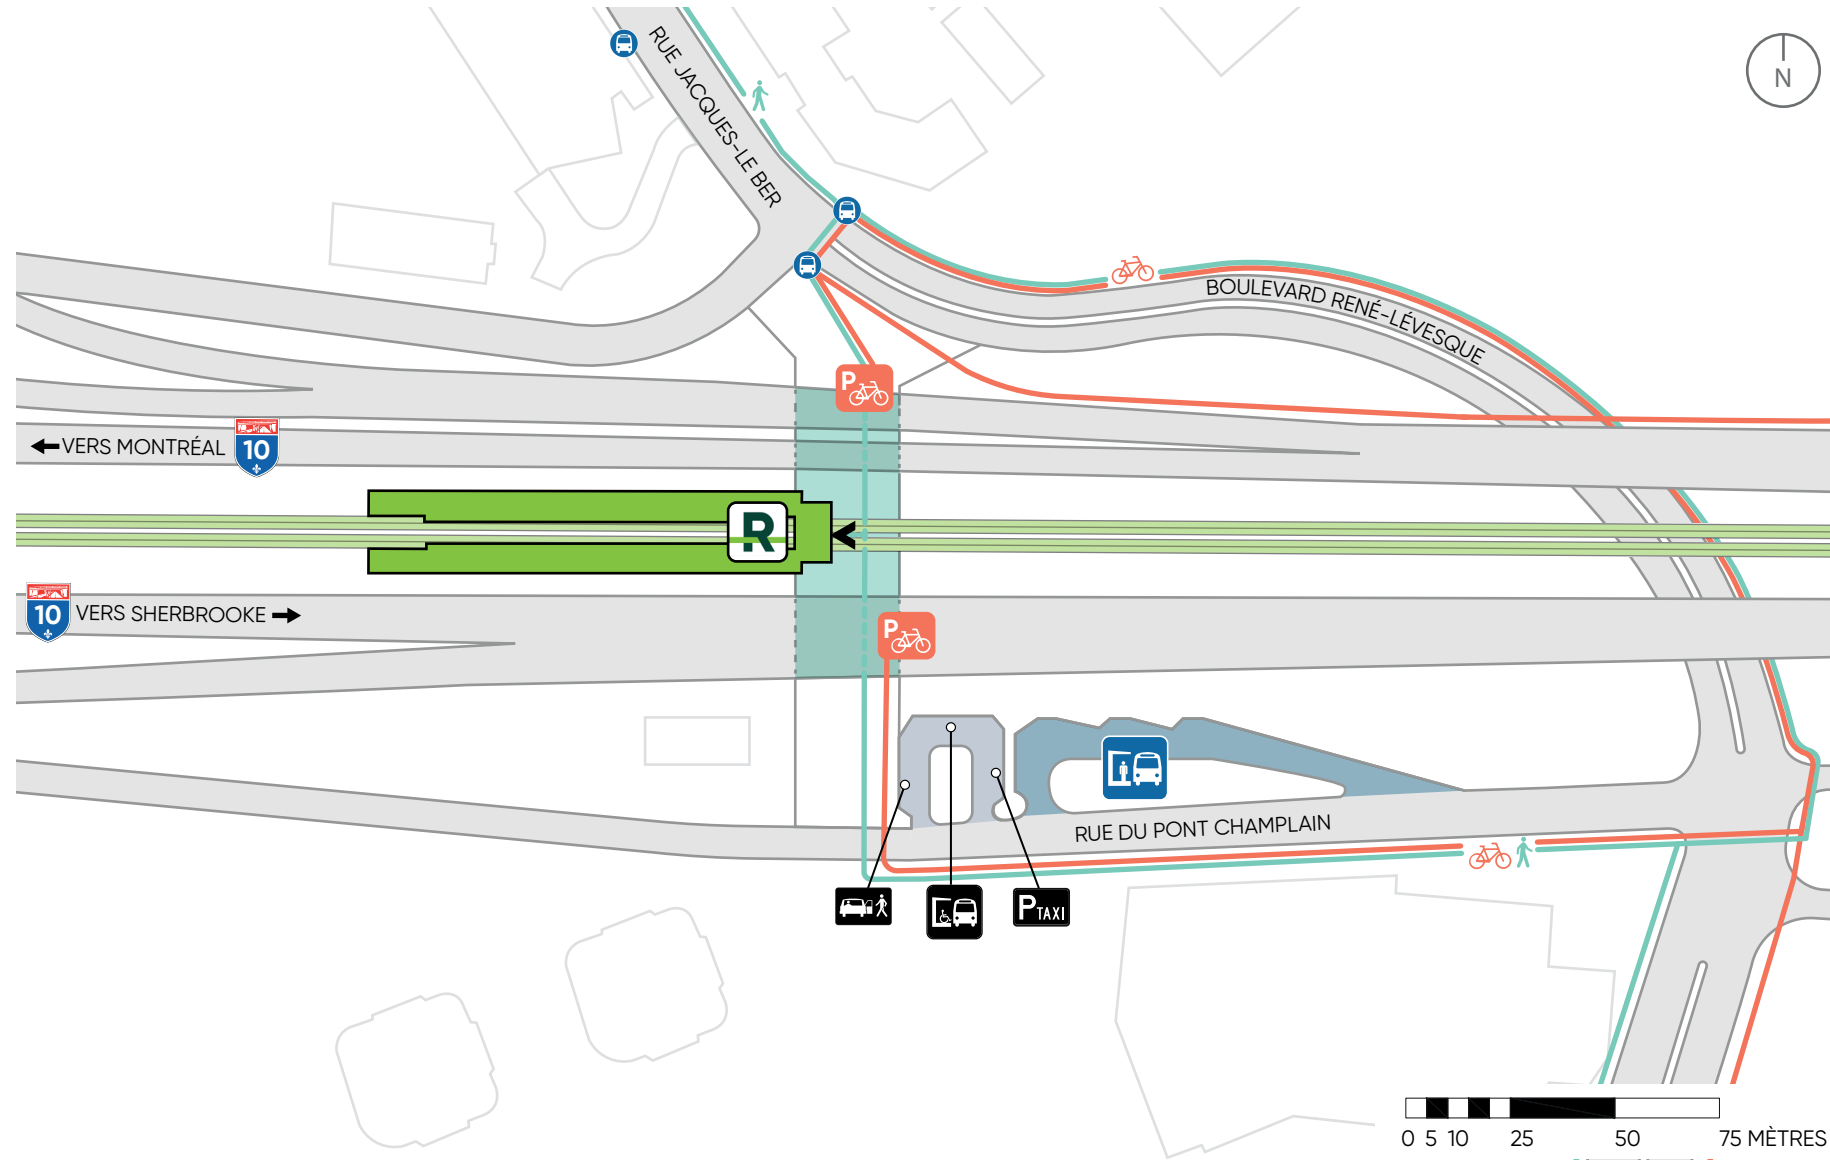 RUE JACQUES-LE BER
N
BOULEVARD RENÉ-LÉVESQUE
P
VERS MONTRÉAL
10
R
10
VERS SHERBROOKE
P
RUE DU PONT CHAMPLAIN
P TAXI
0 5 10 25 50 75 MÈTRES